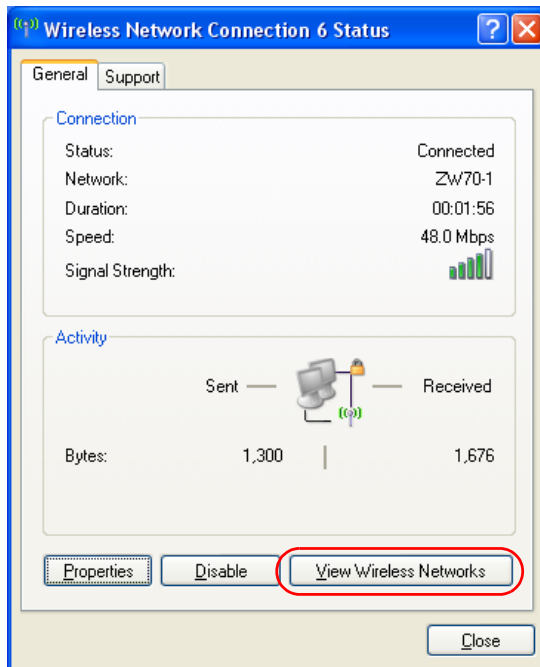 Wireless Network Connection 6 Status
General Support
Connection
Status: Connected
Network: ZW70-1
Duration: 00:01:56
Speed: 48.0 Mbps
Signal Strength:
Activity
Sent Received
Bytes: 1,300 1,676
Properties Disable View Wireless Networks
Close